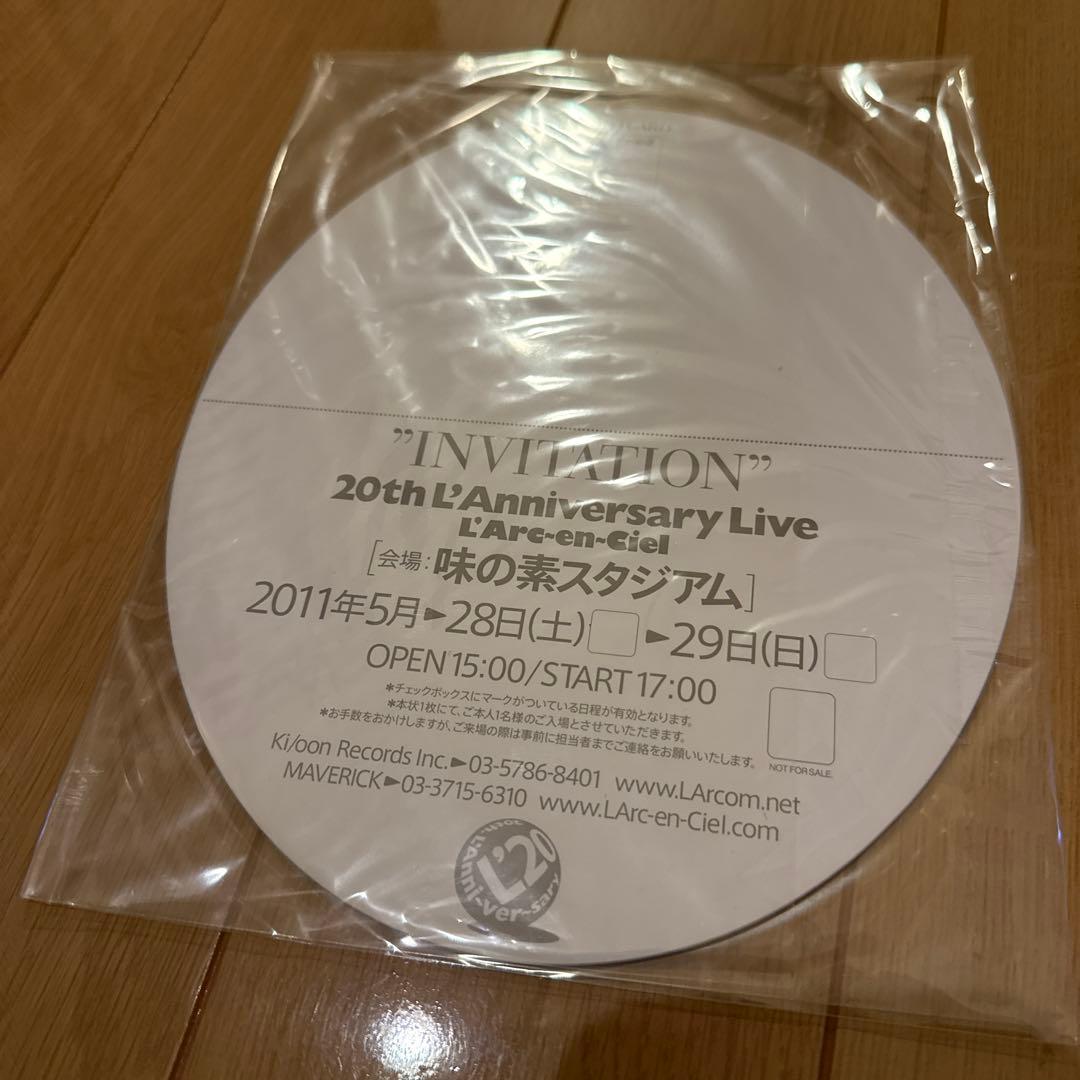 ”INVITATION”
20th L'Anniversary Live
L'Arc~en~Ciel
[会場:味の素スタジアム]
2011年5月►28日(土) ►29日(日)
OPEN 15:00/START 17:00
*チェックボックスにマークがついている日程が有効となります。
*本状1枚にて、ご本人1名様のご入場とさせていただきます。
*お手数をおかけしますが、ご来場の際は事前に担当者までご連絡をお願いいたします。
NOT FOR SALE.
Ki/oon Records Inc.►03-5786-8401 www.LArcom.net
MAVERICK►03-3715-6310 www.LArc-en-Ciel.com
20th
L'20
L'Anni~ver~sary